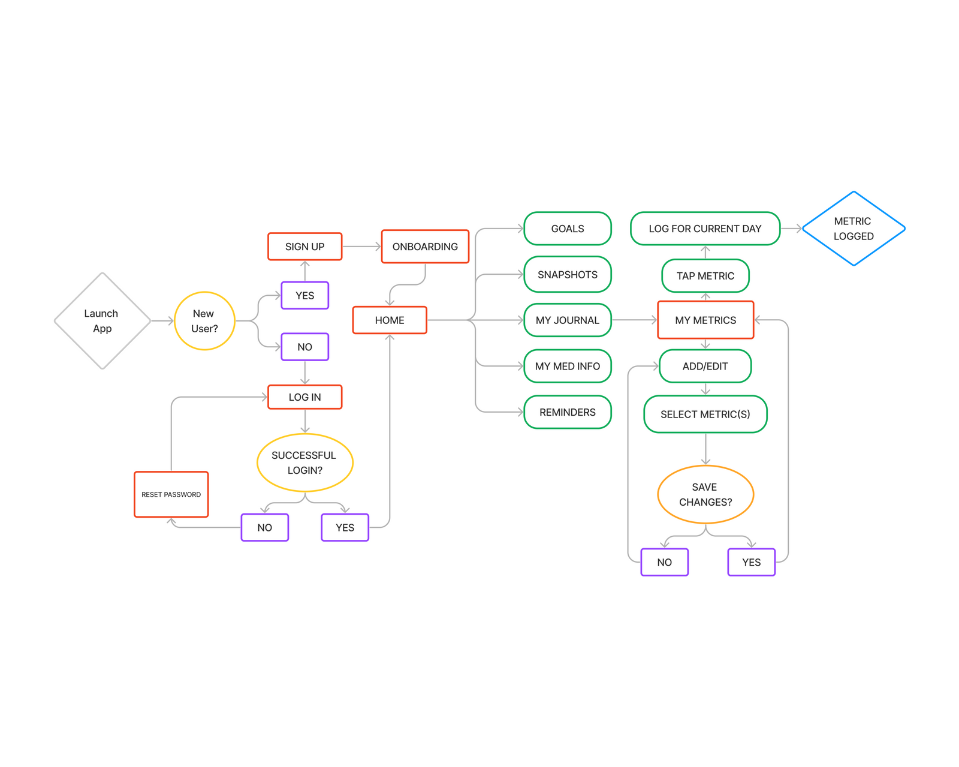 Launch
App
New
User?
YES
SIGN UP
ONBOARDING
NO
LOG IN
SUCCESSFUL
LOGIN?
NO
YES
RESET PASSWORD
HOME
GOALS
SNAPSHOTS
MY JOURNAL
MY MED INFO
REMINDERS
MY METRICS
TAP METRIC
LOG FOR CURRENT DAY
METRIC
LOGGED
ADD/EDIT
SELECT METRIC(S)
SAVE
CHANGES?
NO
YES